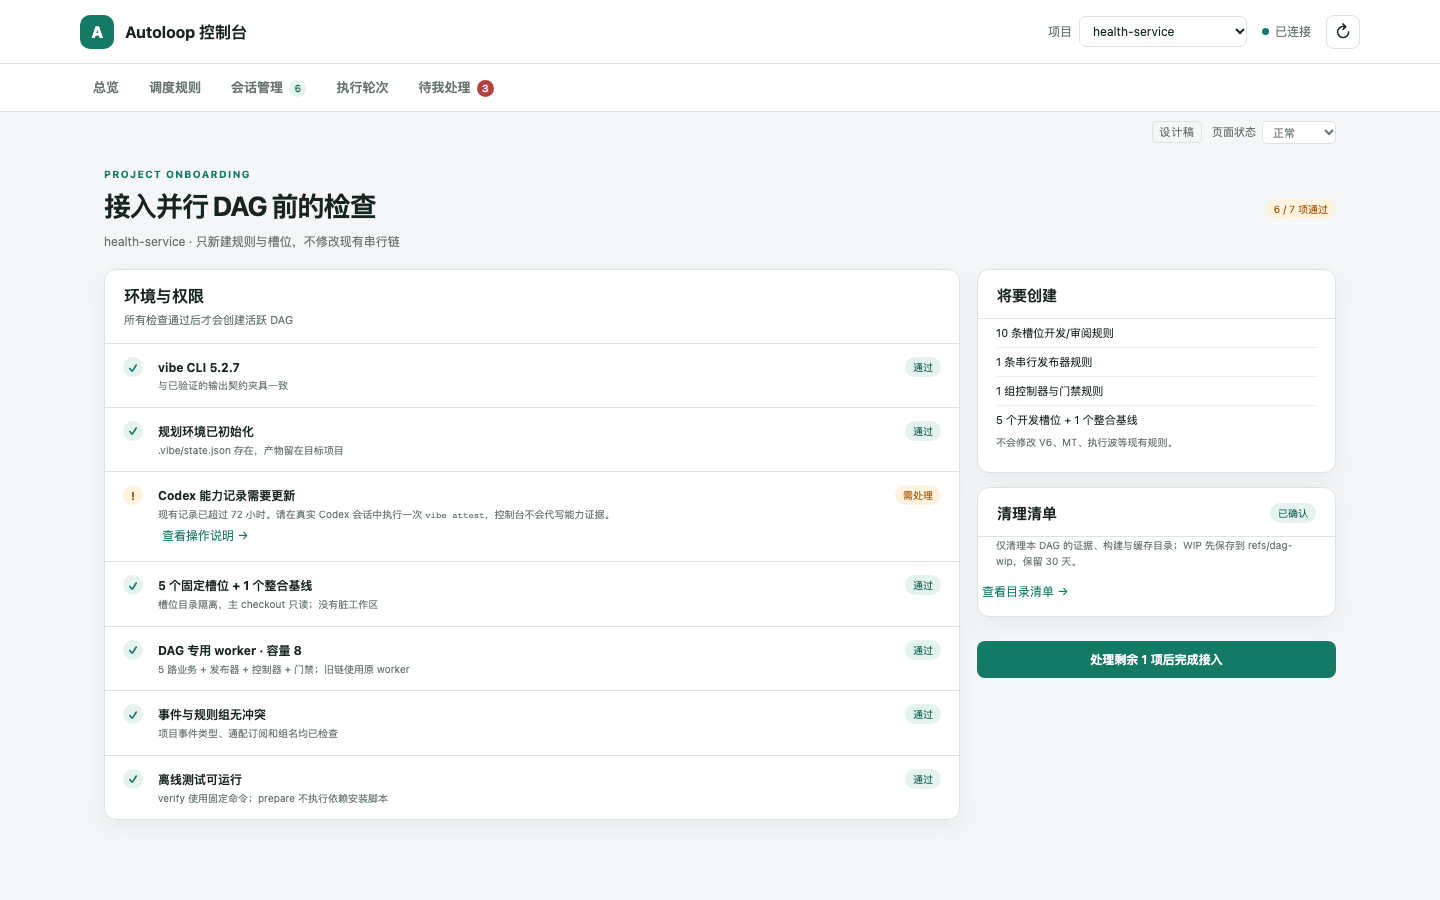 A
Autoloop 控制台
项目
health-service
已连接
总览
调度规则
会话管理 6
执行轮次
待我处理 3
设计稿
页面状态
正常
PROJECT ONBOARDING
接入并行 DAG 前的检查
6 / 7 项通过
health-service · 只新建规则与槽位，不修改现有串行链
环境与权限
所有检查通过后才会创建活跃 DAG
vibe CLI 5.2.7
通过
与已验证的输出契约夹具一致
规划环境已初始化
通过
.vibe/state.json 存在，产物留在目标项目
!
Codex 能力记录需要更新
需处理
现有记录已超过 72 小时。请在真实 Codex 会话中执行一次 vibe attest，控制台不会代写能力证据。
查看操作说明 →
5 个固定槽位 + 1 个整合基线
通过
槽位目录隔离，主 checkout 只读；没有脏工作区
DAG 专用 worker · 容量 8
通过
5 路业务 + 发布器 + 控制器 + 门禁；旧链使用原 worker
事件与规则组无冲突
通过
项目事件类型、通配订阅和组名均已检查
离线测试可运行
通过
verify 使用固定命令；prepare 不执行依赖安装脚本
将要创建
10 条槽位开发/审阅规则
1 条串行发布器规则
1 组控制器与门禁规则
5 个开发槽位 + 1 个整合基线
不会修改 V6、MT、执行波等现有规则。
清理清单
已确认
仅清理本 DAG 的证据、构建与缓存目录；WIP 先保存到 refs/dag-
wip，保留 30 天。
查看目录清单 →
处理剩余 1 项后完成接入